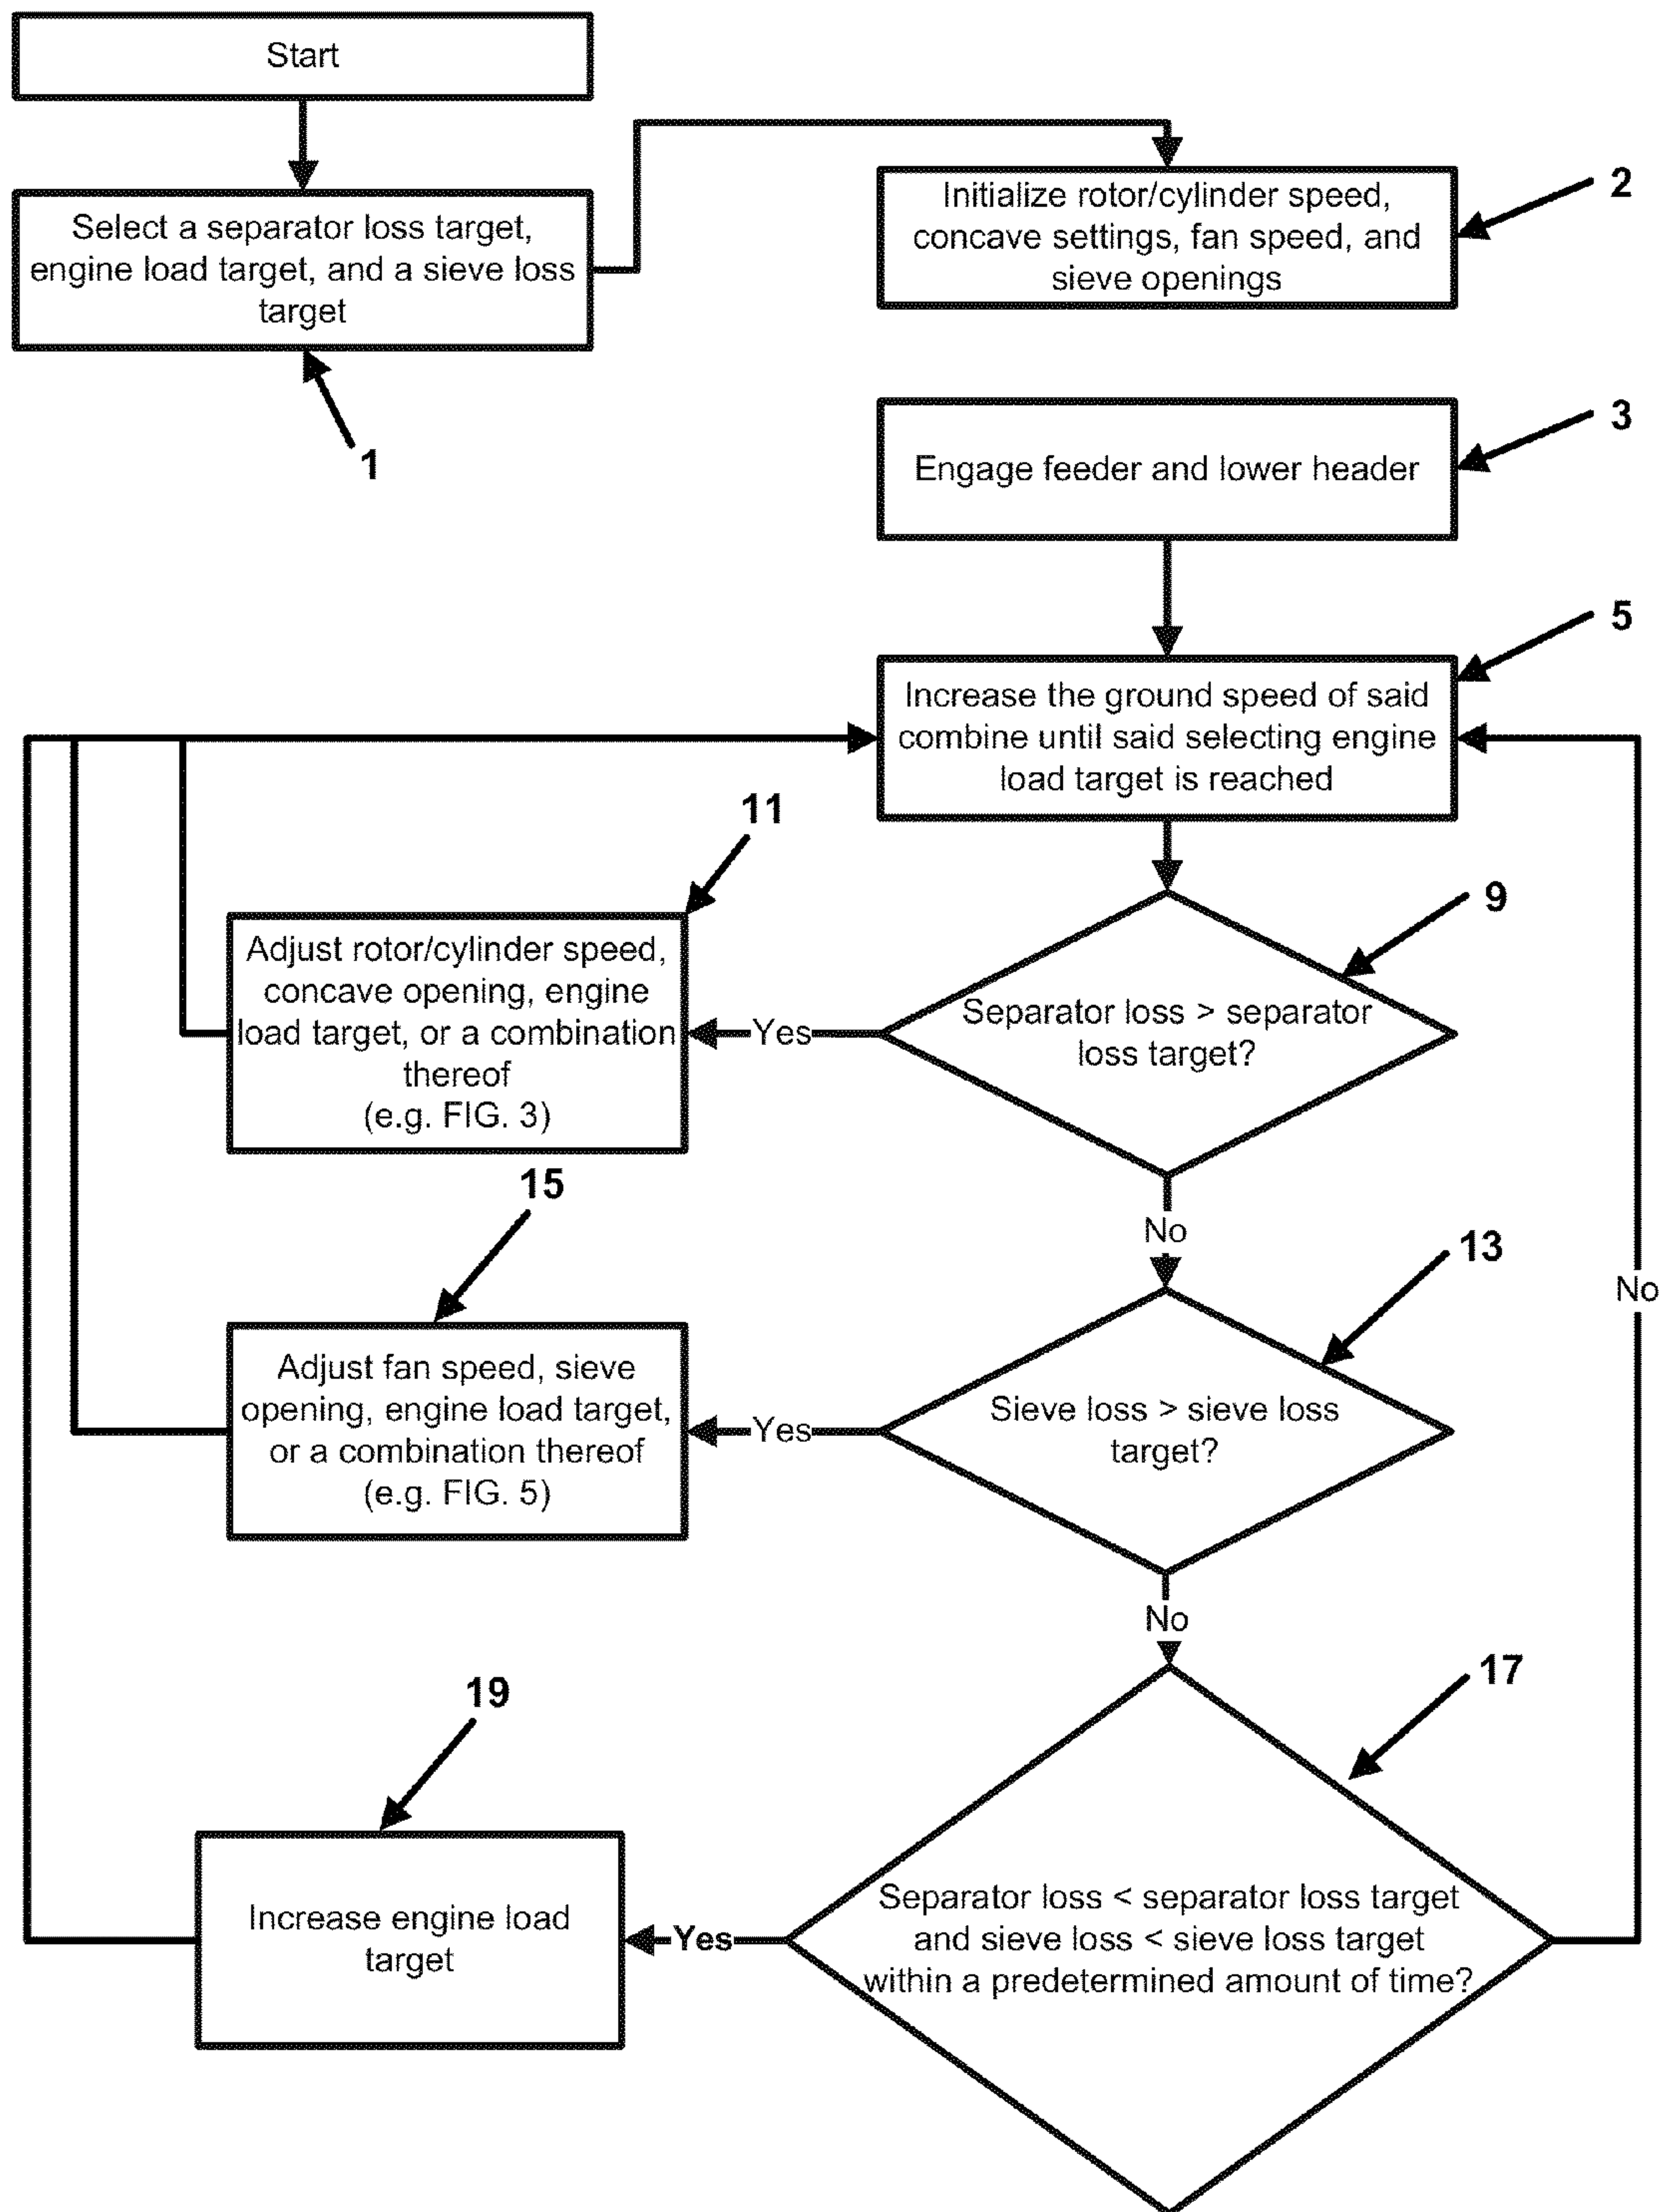 Start
Select a separator loss target,
engine load target, and a sieve loss
target
1
Initialize rotor/cylinder speed,
concave settings, fan speed, and
sieve openings
2
Engage feeder and lower header
3
Increase the ground speed of said
combine until said selecting engine
load target is reached
5
Separator loss > separator
loss target?
9
Yes
Adjust rotor/cylinder speed,
concave opening, engine
load target, or a combination
thereof
(e.g. FIG. 3)
11
No
Sieve loss > sieve loss
target?
13
Yes
Adjust fan speed, sieve
opening, engine load target,
or a combination thereof
(e.g. FIG. 5)
15
No
Separator loss < separator loss target
and sieve loss < sieve loss target
within a predetermined amount of time?
17
No
Yes
Increase engine load
target
19